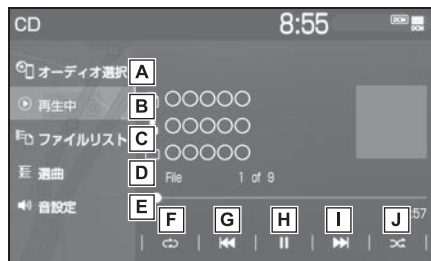 CD 8:55 DCM
オーディオ選択 A
再生中 B ○○○○○
ファイルリスト C ○○○○○
○○○○○
選曲 D File 1 of 9
音設定 E :57
F G H I J